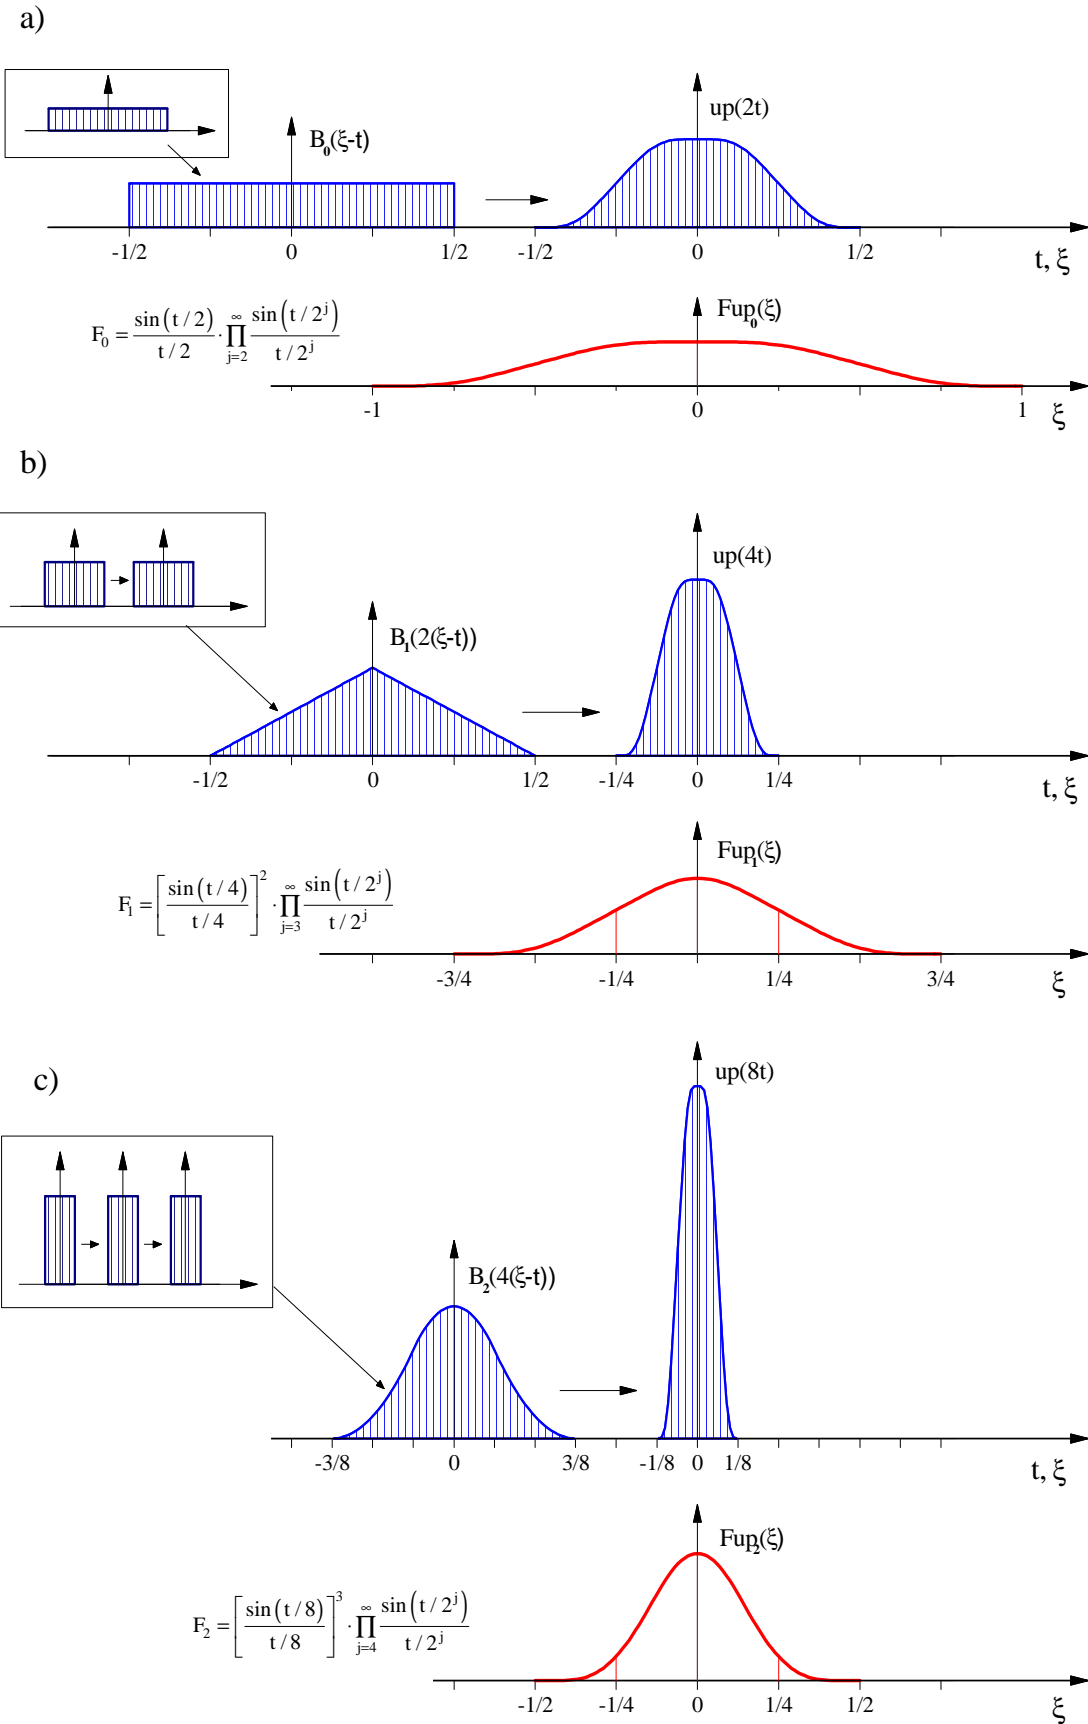 a)
up(2t)
B₀(ξ-t)
-1/2 0 1/2 -1/2 0 1/2
t, ξ
Fup₀(ξ)
F₀ = sin(t/2) / (t/2) · ∏_{j=2}^{∞} sin(t/2^j) / (t/2^j)
-1 0 1 ξ
b)
up(4t)
B₁(2(ξ-t))
-1/2 0 1/2 -1/4 0 1/4
t, ξ
Fup₁(ξ)
F₁ = [sin(t/4) / (t/4)]² · ∏_{j=3}^{∞} sin(t/2^j) / (t/2^j)
-3/4 -1/4 1/4 3/4 ξ
c)
up(8t)
B₂(4(ξ-t))
-3/8 0 3/8 -1/8 0 1/8
t, ξ
Fup₂(ξ)
F₂ = [sin(t/8) / (t/8)]³ · ∏_{j=4}^{∞} sin(t/2^j) / (t/2^j)
-1/2 -1/4 0 1/4 1/2 ξ